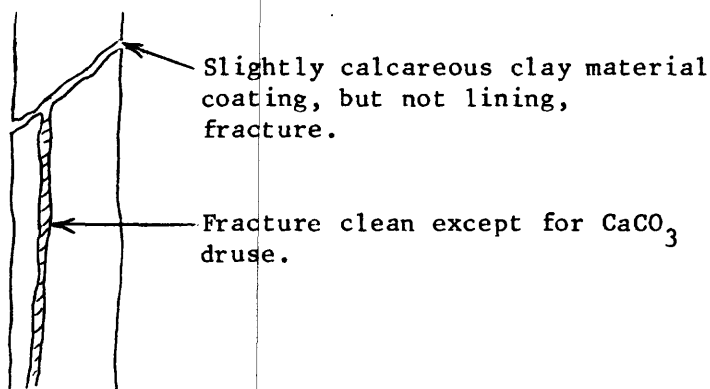 Slightly calcareous clay material
coating, but not lining,
fracture.
Fracture clean except for CaCO₃
druse.